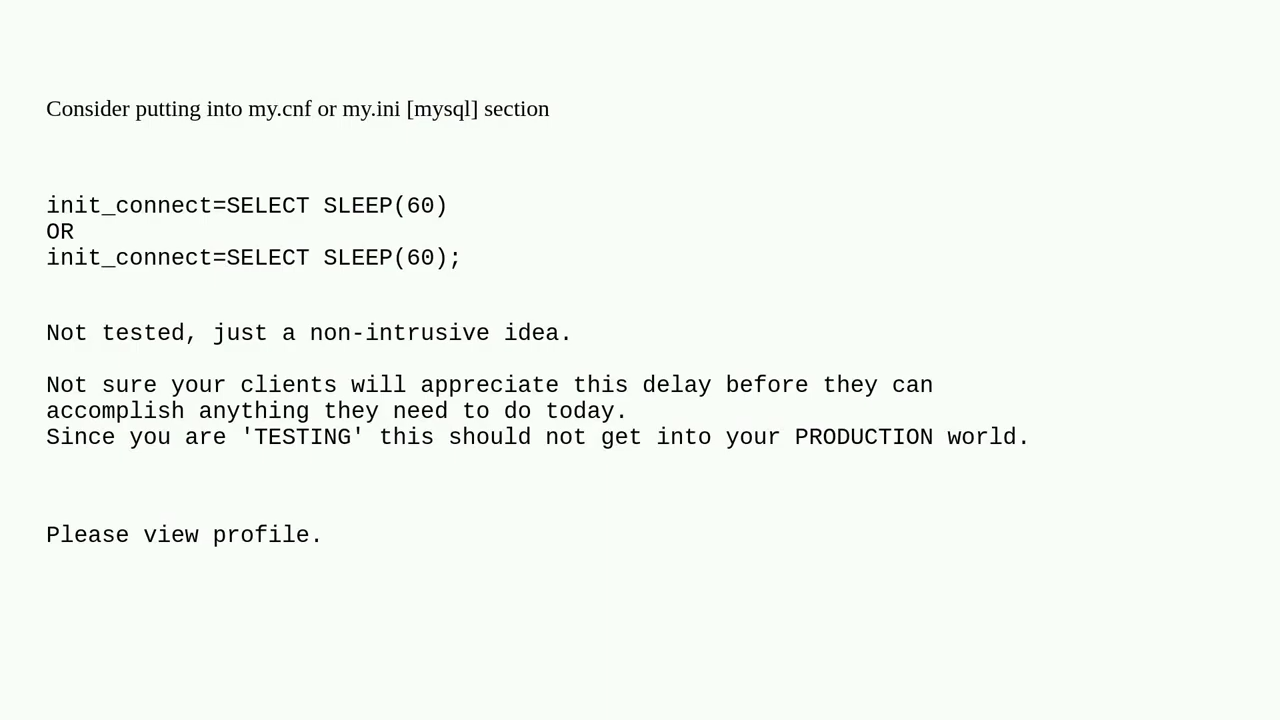 Consider putting into my.cnf or my.ini [mysql] section
init_connect=SELECT SLEEP(60)
OR
init_connect=SELECT SLEEP(60);
Not tested, just a non-intrusive idea.
Not sure your clients will appreciate this delay before they can
accomplish anything they need to do today.
Since you are 'TESTING' this should not get into your PRODUCTION world.
Please view profile.